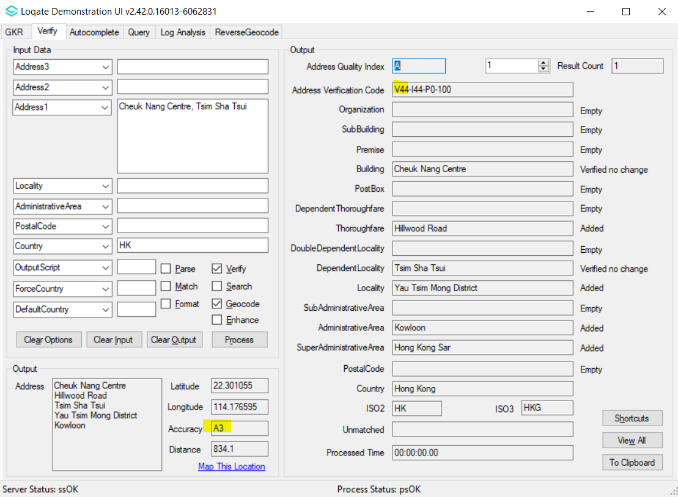 Loqate Demonstration UI v2.42.0.16013-6062831
GKR Verify Autocomplete Query Log Analysis ReverseGeocode
Input Data
Address3
Address2
Address1 Cheuk Nang Centre, Tsim Sha Tsui
Locality
AdministrativeArea
PostalCode
Country HK
OutputScript Parse Verify
ForceCountry Match Search
DefaultCountry Format Geocode
Enhance
Clear Options Clear Input Clear Output Process
Output
Address Cheuk Nang Centre
Hillwood Road
Tsim Sha Tsui
Yau Tsim Mong District
Kowloon
Latitude 22.301055
Longitude 114.176595
Accuracy A3
Distance 834.1
Map This Location
Output
Address Quality Index A 1 Result Count 1
Address Verification Code V44-I44-P0-100
Organization Empty
SubBuilding Empty
Premise Empty
Building Cheuk Nang Centre Verified no change
PostBox Empty
DependentThoroughfare Empty
Thoroughfare Hillwood Road Added
DoubleDependentLocality Empty
DependentLocality Tsim Sha Tsui Verified no change
Locality Yau Tsim Mong District Added
SubAdministrativeArea Empty
AdministrativeArea Kowloon Added
SuperAdministrativeArea Hong Kong Sar Added
PostalCode Empty
Country Hong Kong
ISO2 HK ISO3 HKG
Unmatched
Processed Time 00:00:00.00
Shortcuts
View All
To Clipboard
Server Status: ssOK Process Status: psOK